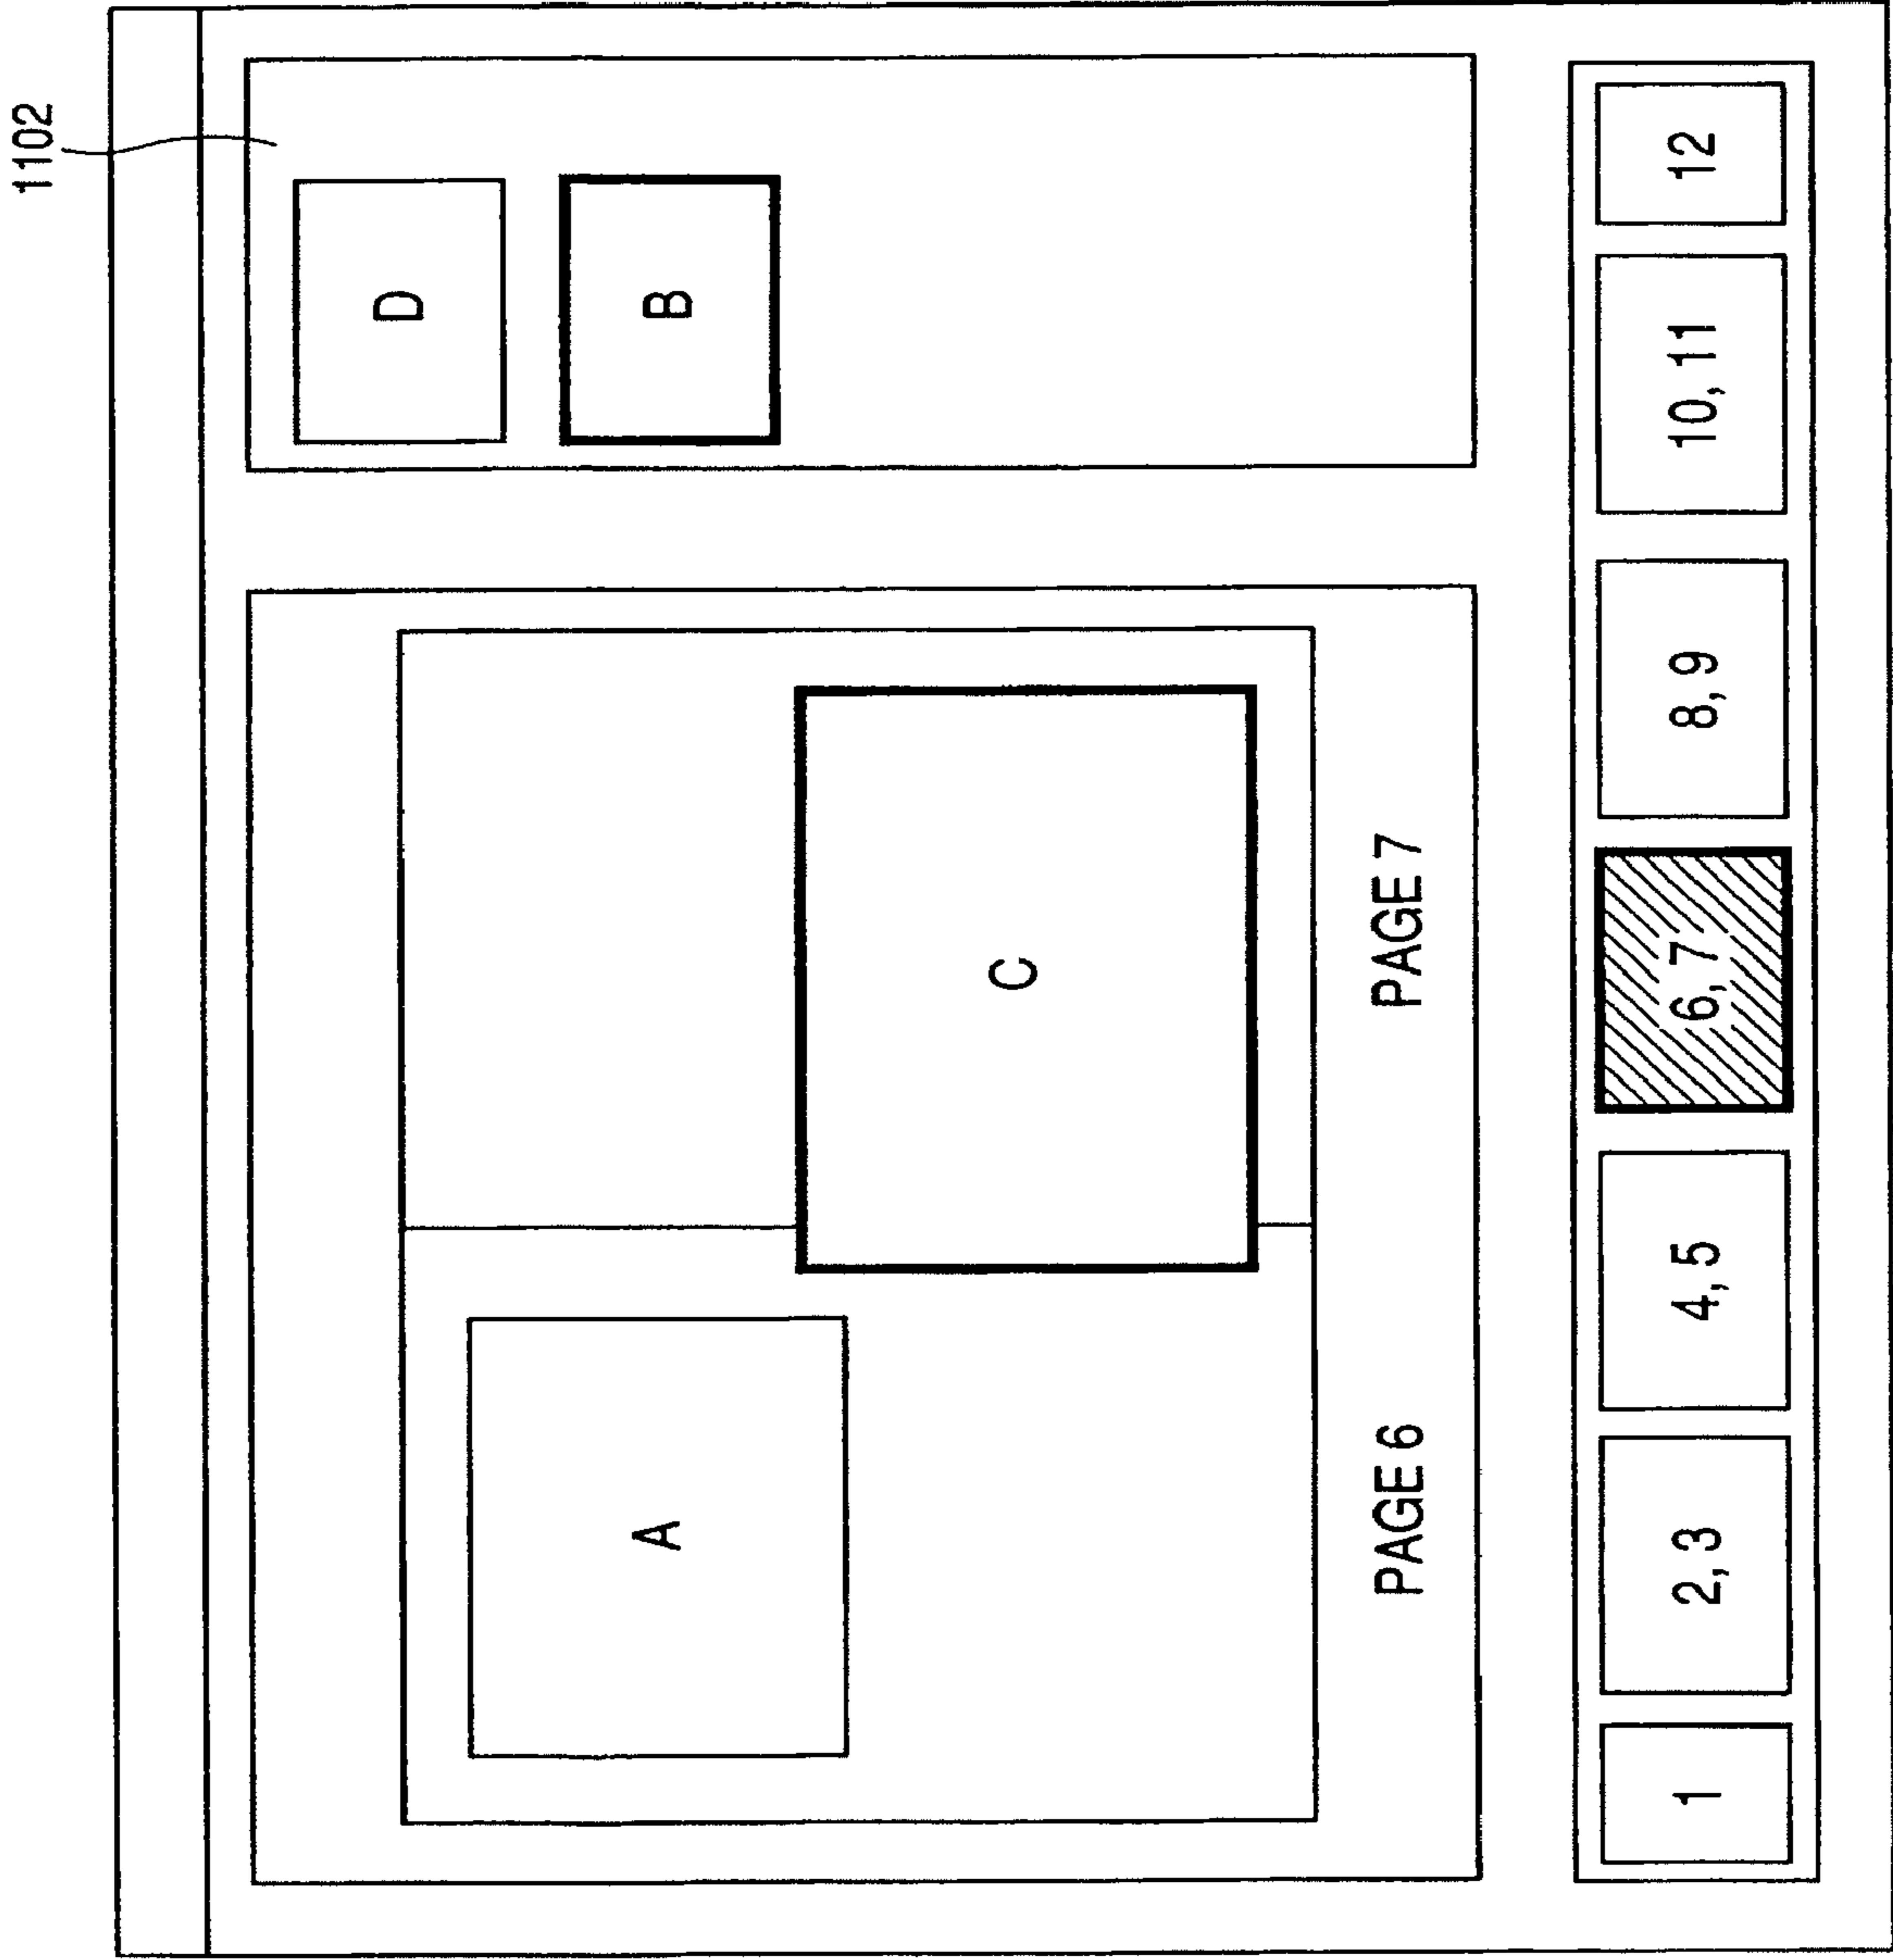 1102
D
B
A
C
PAGE 6
PAGE 7
1
2, 3
4, 5
6, 7
8, 9
10, 11
12